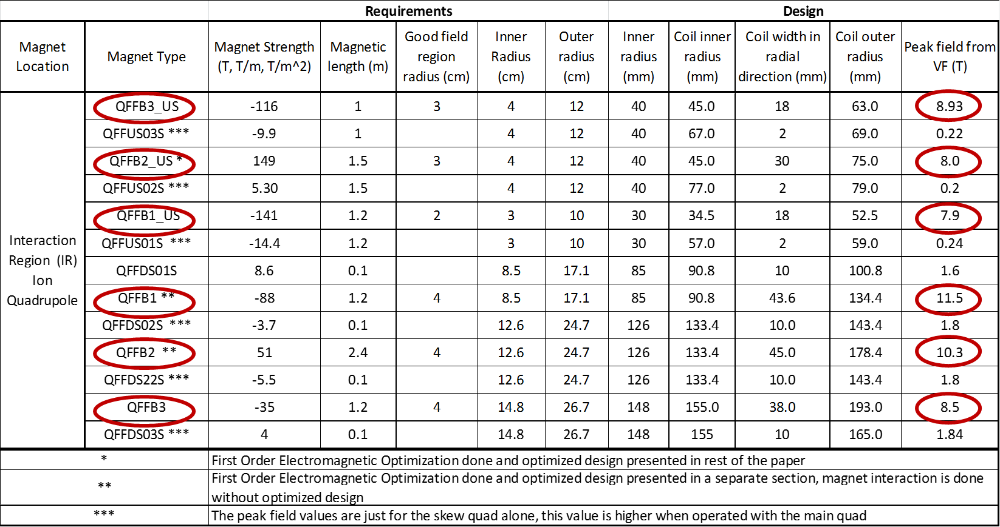 Requirements Design
Magnet Location Magnet Type Magnet Strength (T, T/m, T/m^2) Magnetic length (m) Good field region radius (cm) Inner Radius (cm) Outer radius (cm) Inner radius (mm) Coil inner radius (mm) Coil width in radial direction (mm) Coil outer radius (mm) Peak field from VF (T)
Interaction Region (IR) Ion Quadrupole
QFFB3_US -116 1 3 4 12 40 45.0 18 63.0 8.93
QFFUS03S *** -9.9 1 4 12 40 67.0 2 69.0 0.22
QFFB2_US * 149 1.5 3 4 12 40 45.0 30 75.0 8.0
QFFUS02S *** 5.30 1.5 4 12 40 77.0 2 79.0 0.2
QFFB1_US -141 1.2 2 3 10 30 34.5 18 52.5 7.9
QFFUS01S *** -14.4 1.2 3 10 30 57.0 2 59.0 0.24
QFFDS01S 8.6 0.1 8.5 17.1 85 90.8 10 100.8 1.6
QFFB1 ** -88 1.2 4 8.5 17.1 85 90.8 43.6 134.4 11.5
QFFDS02S *** -3.7 0.1 12.6 24.7 126 133.4 10.0 143.4 1.8
QFFB2 ** 51 2.4 4 12.6 24.7 126 133.4 45.0 178.4 10.3
QFFDS22S *** -5.5 0.1 12.6 24.7 126 133.4 10.0 143.4 1.8
QFFB3 -35 1.2 4 14.8 26.7 148 155.0 38.0 193.0 8.5
QFFDS03S *** 4 0.1 14.8 26.7 148 155 10 165.0 1.84
* First Order Electromagnetic Optimization done and optimized design presented in rest of the paper
** First Order Electromagnetic Optimization done and optimized design presented in a separate section, magnet interaction is done
without optimized design
*** The peak field values are just for the skew quad alone, this value is higher when operated with the main quad